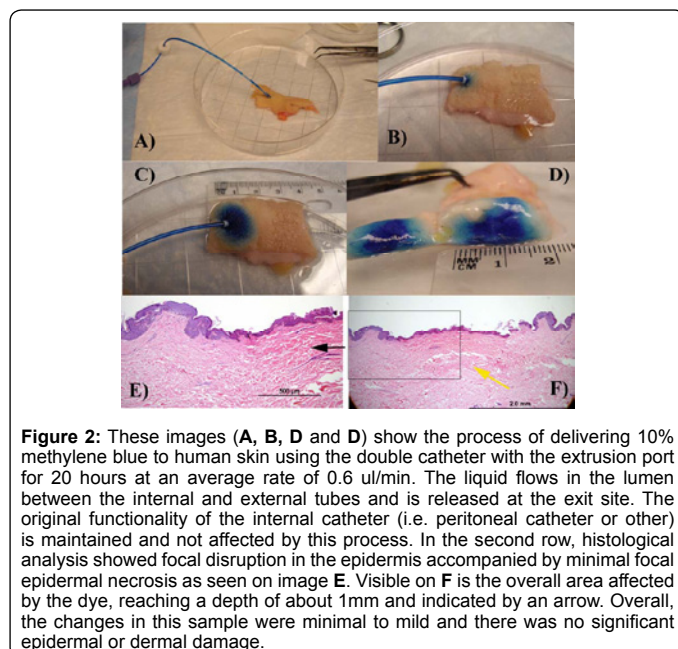 A)
B)
C)
D)
E)
500 µm
F)
2.0 mm
Figure 2: These images (A, B, D and D) show the process of delivering 10%
methylene blue to human skin using the double catheter with the extrusion port
for 20 hours at an average rate of 0.6 ul/min. The liquid flows in the lumen
between the internal and external tubes and is released at the exit site. The
original functionality of the internal catheter (i.e. peritoneal catheter or other)
is maintained and not affected by this process. In the second row, histological
analysis showed focal disruption in the epidermis accompanied by minimal focal
epidermal necrosis as seen on image E. Visible on F is the overall area affected
by the dye, reaching a depth of about 1mm and indicated by an arrow. Overall,
the changes in this sample were minimal to mild and there was no significant
epidermal or dermal damage.